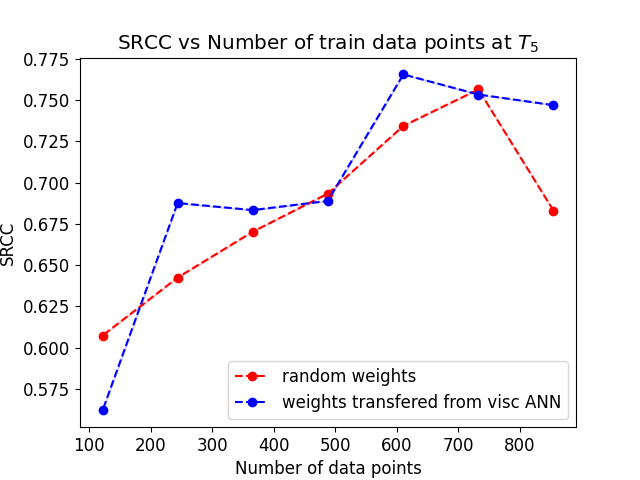 SRCC vs Number of train data points at T₅
0.775
0.750
0.725
0.700
0.675
0.650
0.625
0.600
0.575
SRCC
random weights
weights transfered from visc ANN
100 200 300 400 500 600 700 800
Number of data points